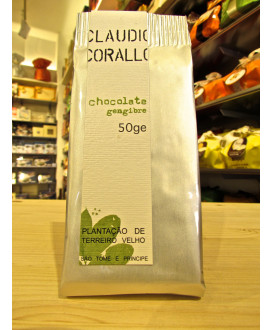 CLAUDIO
CORALLO
chocolate
gengibre
50ge
PLANTAÇÃO DE
TERREIRO VELHO
SÃO TOMÉ E PRÍNCIPE